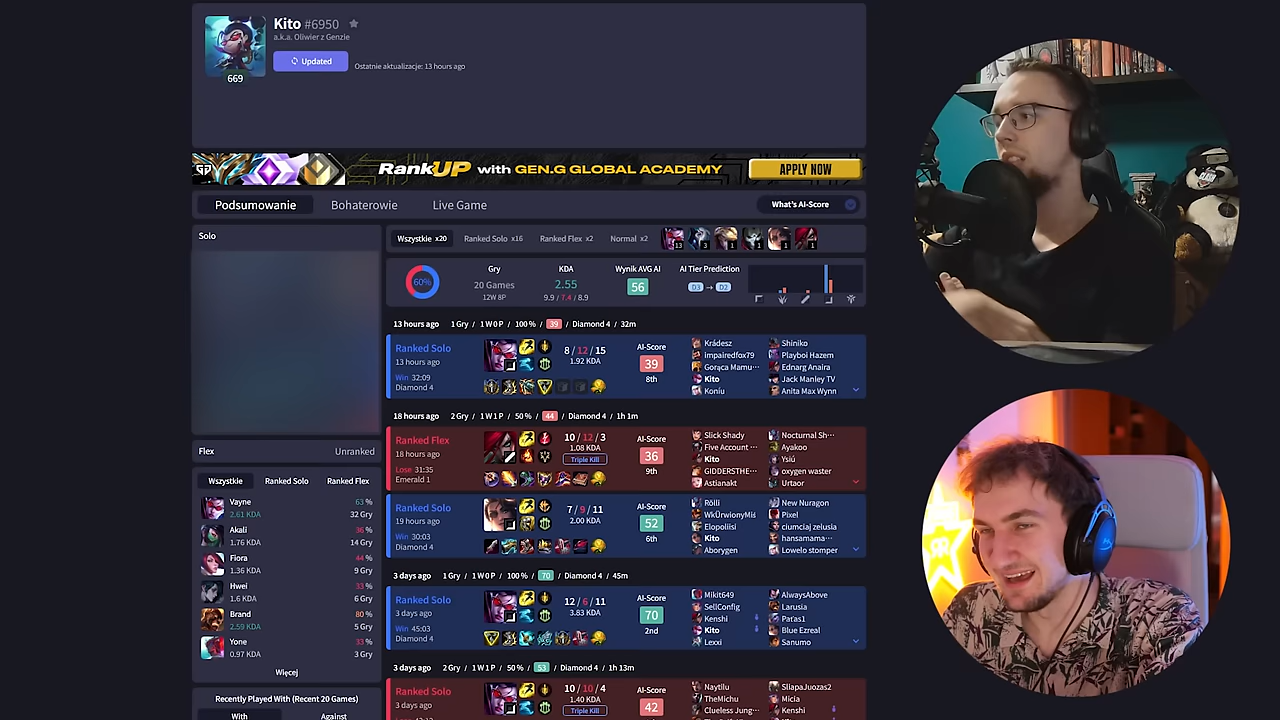 Kito #6950
a.k.a. Oliwier z Genzie
Updated
Ostatnie aktualizacje: 13 hours ago
669
RankUP with GEN.G GLOBAL ACADEMY
APPLY NOW
Podsumowanie Bohaterowie Live Game
What's AI-Score
Solo
Flex Unranked
Wszystkie Ranked Solo Ranked Flex
Vayne 63 %
2.61 KDA 32 Gry
Akali 36 %
1.76 KDA 14 Gry
Fiora 44 %
1.36 KDA 9 Gry
Hwei 33 %
1.6 KDA 6 Gry
Brand 80 %
2.59 KDA 5 Gry
Yone 33 %
0.97 KDA 3 Gry
Więcej
Recently Played With (Recent 20 Games)
With Against
Wszystkie x20 Ranked Solo x16 Ranked Flex x2 Normal x2
13 3 1 1 1 1
60%
Gry
20 Games
12W 8P
KDA
2.55
9.9 / 7.4 / 8.9
Wynik AVG AI
56
AI Tier Prediction
D3 → D2
13 hours ago 1 Gry / 1 W 0 P / 100 % / 39 / Diamond 4 / 32m
Ranked Solo
13 hours ago
Win 32:09
Diamond 4
8 / 12 / 15
1.92 KDA
AI-Score
39
8th
Krádesz Shiniko
impairedfox79 Playboi Hazem
Gorąca Mamu··· Ednarg Anaira
Kito Jack Manley TV
Koníu Anita Max Wynn
18 hours ago 2 Gry / 1 W 1 P / 50 % / 44 / Diamond 4 / 1h 1m
Ranked Flex
18 hours ago
Lose 31:35
Emerald 1
10 / 12 / 3
1.08 KDA
Triple Kill
AI-Score
36
9th
Slick Shady Nocturnal Sh···
Five Account ··· Ayakoo
Kito Ysiú
GIDDERSTHE··· oxygen waster
Astianakt Urtaor
Ranked Solo
19 hours ago
Win 30:03
Diamond 4
7 / 9 / 11
2.00 KDA
AI-Score
52
6th
Rölli New Nuragon
WkUrwionyMis Pixel
Elopoliisi ciumciaj zelusia
Kito hansamama···
Aborygen Lowelo stomper
3 days ago 1 Gry / 1 W 0 P / 100 % / 70 / Diamond 4 / 45m
Ranked Solo
3 days ago
Win 45:03
Diamond 4
12 / 6 / 11
3.83 KDA
AI-Score
70
2nd
Mikit649 AlwaysAbove
SellConfig Larusia
Kenshi Pataś1
Kito Blue Ezreal
Lexxi Sanumo
3 days ago 2 Gry / 1 W 1 P / 50 % / 53 / Diamond 4 / 1h 13m
Ranked Solo
3 days ago
10 / 10 / 4
1.40 KDA
Triple Kill
AI-Score
42
Naytilu SliapaJuozas2
TheMichu Micia
Clueless Jung··· Kenshi